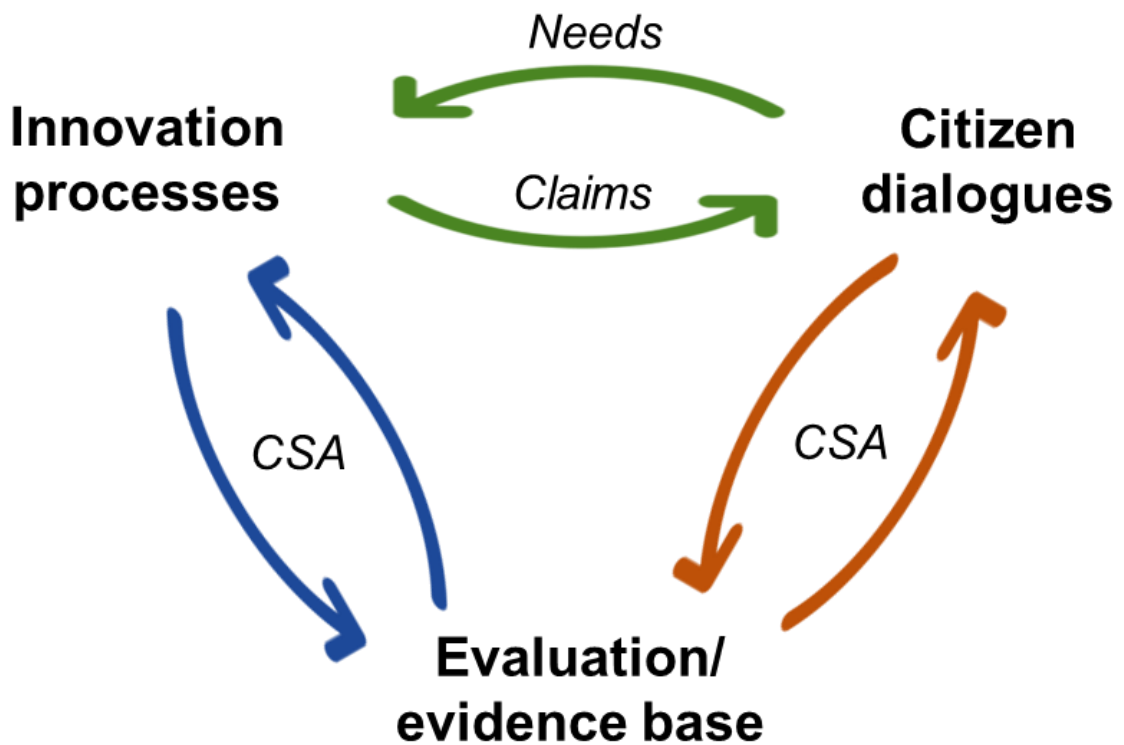 Needs
Innovation
processes
Claims
Citizen
dialogues
CSA
CSA
Evaluation/
evidence base